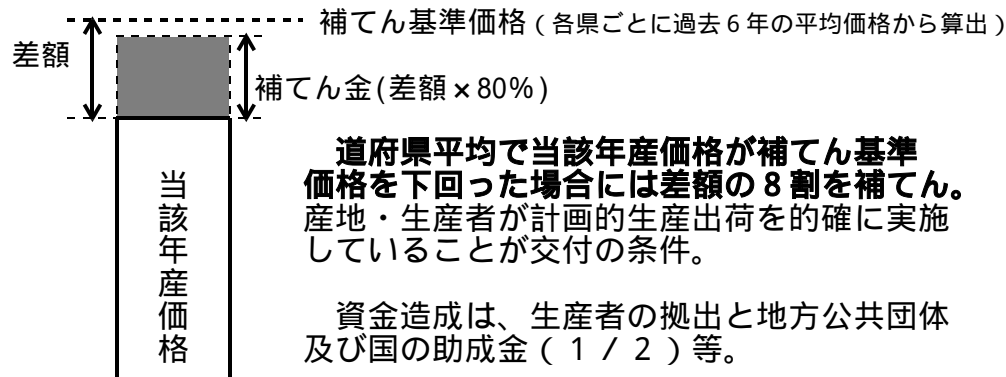 補てん基準価格(各県ごとに過去6年の平均価格から算出)
差額
補てん金(差額×80%)
道府県平均で当該年産価格が補てん基準
価格を下回った場合には差額の8割を補てん。
産地・生産者が計画的生産出荷を的確に実施
していることが交付の条件。
資金造成は、生産者の拠出と地方公共団体
及び国の助成金(1/2)等。
当該年産価格